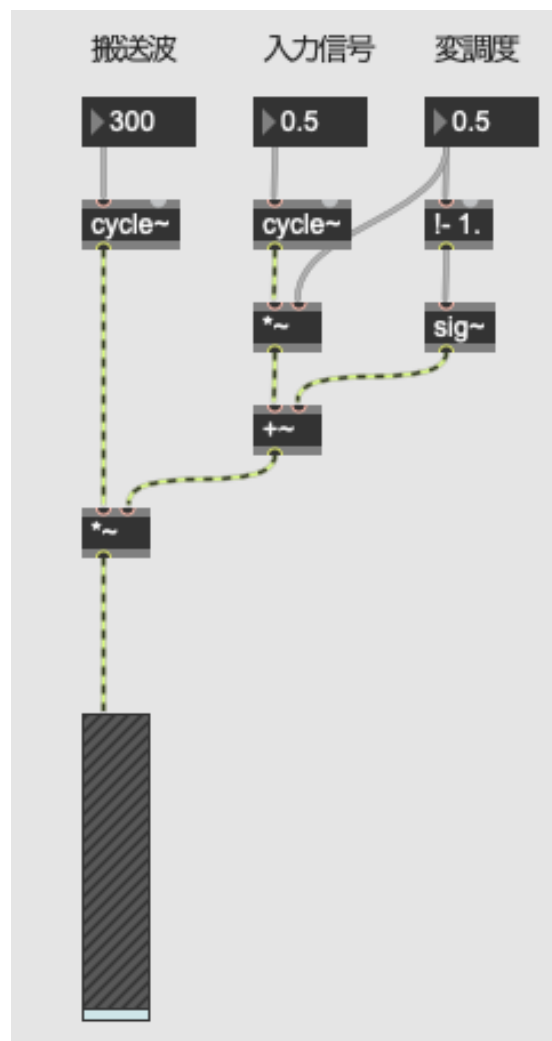 搬送波 入力信号 変調度
300 0.5 0.5
cycle~ cycle~ !- 1.
*~ sig~
+~
*~